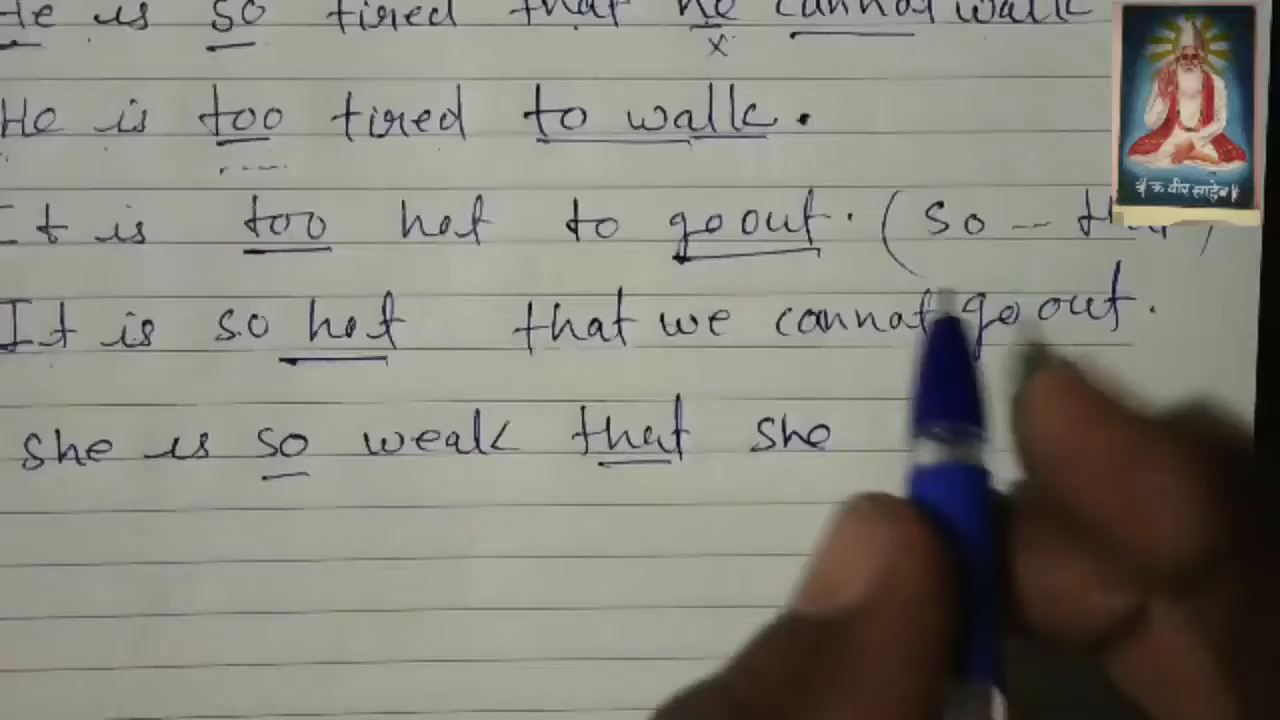 He is so tired that he cannot walk
x
He is too tired to walk.
It is too hot to go out. (so -- that)
It is so hot that we cannot go out.
she is so weak that she
कबीर साहेब